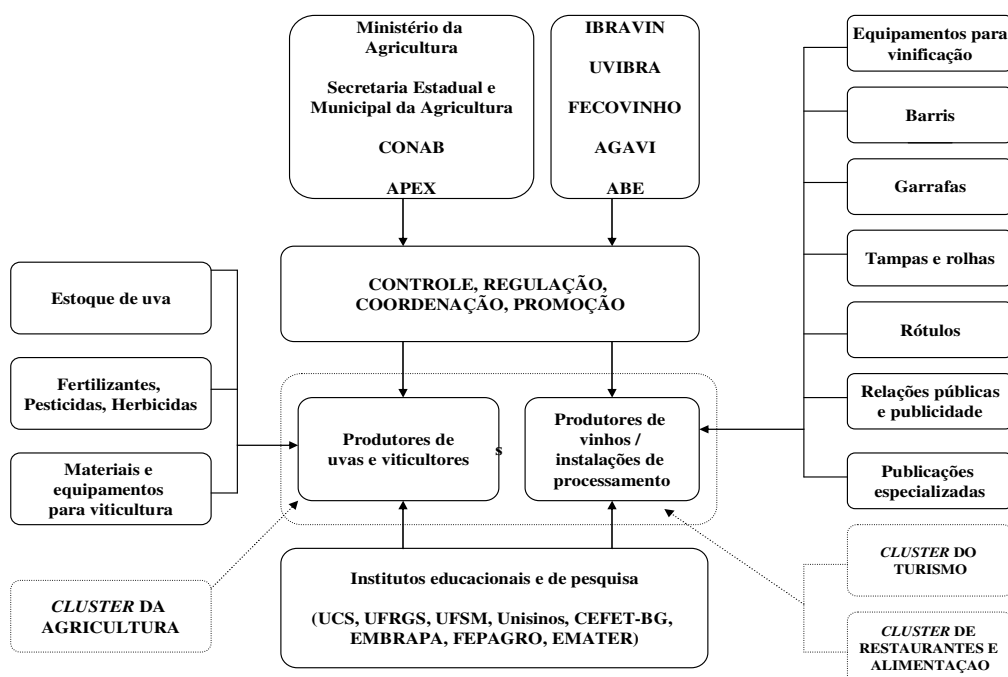 Ministério da
Agricultura
Secretaria Estadual e
Municipal da Agricultura
CONAB
APEX
IBRAVIN
UVIBRA
FECOVINHO
AGAVI
ABE
Equipamentos para
vinificação
Barris
Garrafas
Tampas e rolhas
Rótulos
Relações públicas
e publicidade
Publicações
especializadas
CONTROLE, REGULAÇÃO,
COORDENAÇÃO, PROMOÇÃO
Estoque de uva
Fertilizantes,
Pesticidas, Herbicidas
Materiais e
equipamentos
para viticultura
Produtores de
uvas e viticultores
s
Produtores de
vinhos /
instalações de
processamento
Institutos educacionais e de pesquisa
(UCS, UFRGS, UFSM, Unisinos, CEFET-BG,
EMBRAPA, FEPAGRO, EMATER)
CLUSTER DA
AGRICULTURA
CLUSTER DO
TURISMO
CLUSTER DE
RESTAURANTES E
ALIMENTAÇAO